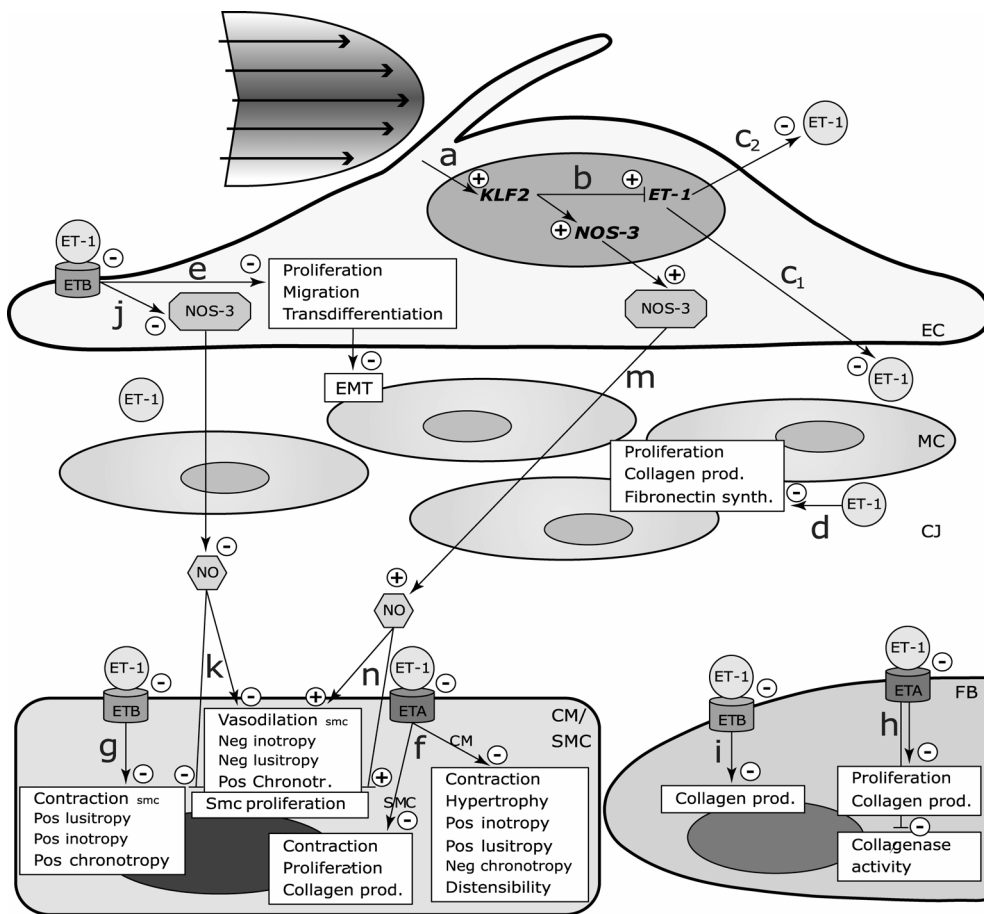 ET-1
c2
a
b
KLF2
ET-1
NOS-3
ET-1
ETB
e
j
NOS-3
Proliferation
Migration
Transdifferentiation
NOS-3
c1
EC
EMT
ET-1
m
ET-1
MC
Proliferation
Collagen prod.
Fibronectin synth.
ET-1
d
CJ
NO
NO
k
n
ET-1
ETB
g
ET-1
ETA
f
CM
CM/
SMC
Vasodilation smc
Neg inotropy
Neg lusitropy
Pos Chronotr.
Smc proliferation
SMC
Contraction smc
Pos lusitropy
Pos inotropy
Pos chronotropy
Contraction
Proliferation
Collagen prod.
Contraction
Hypertrophy
Pos inotropy
Pos lusitropy
Neg chronotropy
Distensibility
ET-1
ETB
i
Collagen prod.
ET-1
ETA
h
FB
Proliferation
Collagen prod.
Collagenase
activity